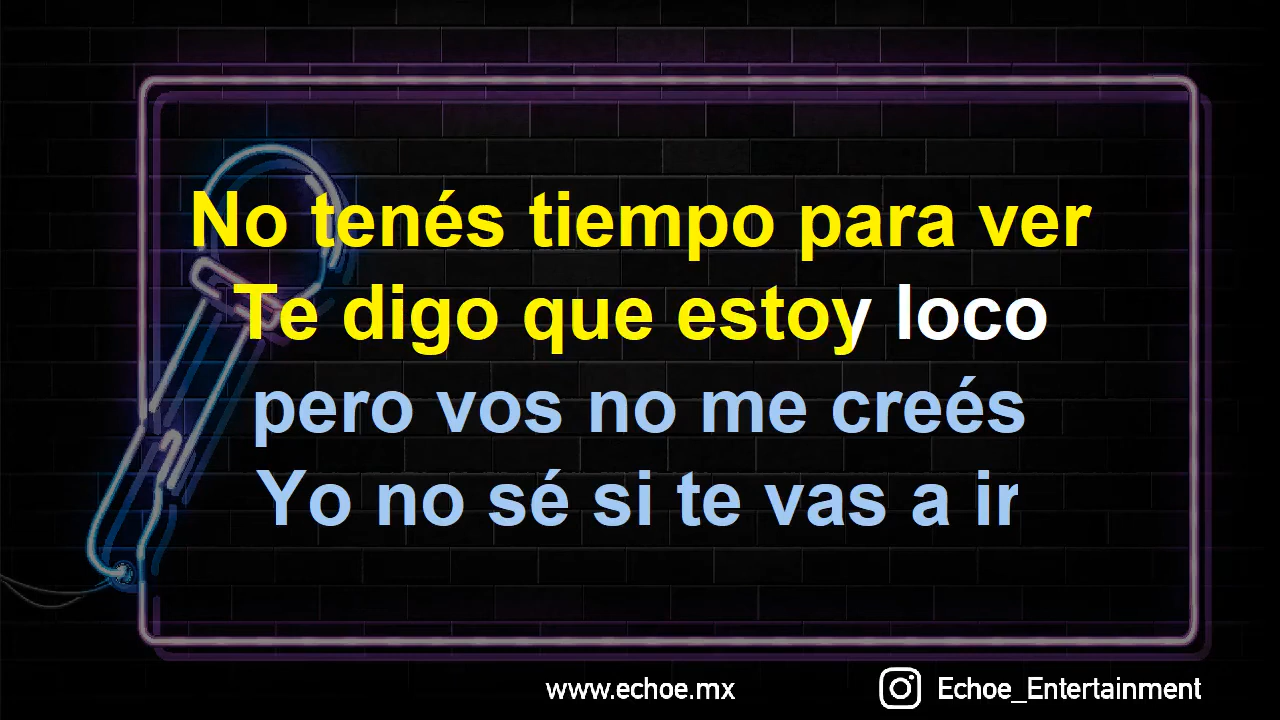 No tenés tiempo para ver
Te digo que estoy loco
pero vos no me creés
Yo no sé si te vas a ir
www.echoe.mx
Echoe_Entertainment